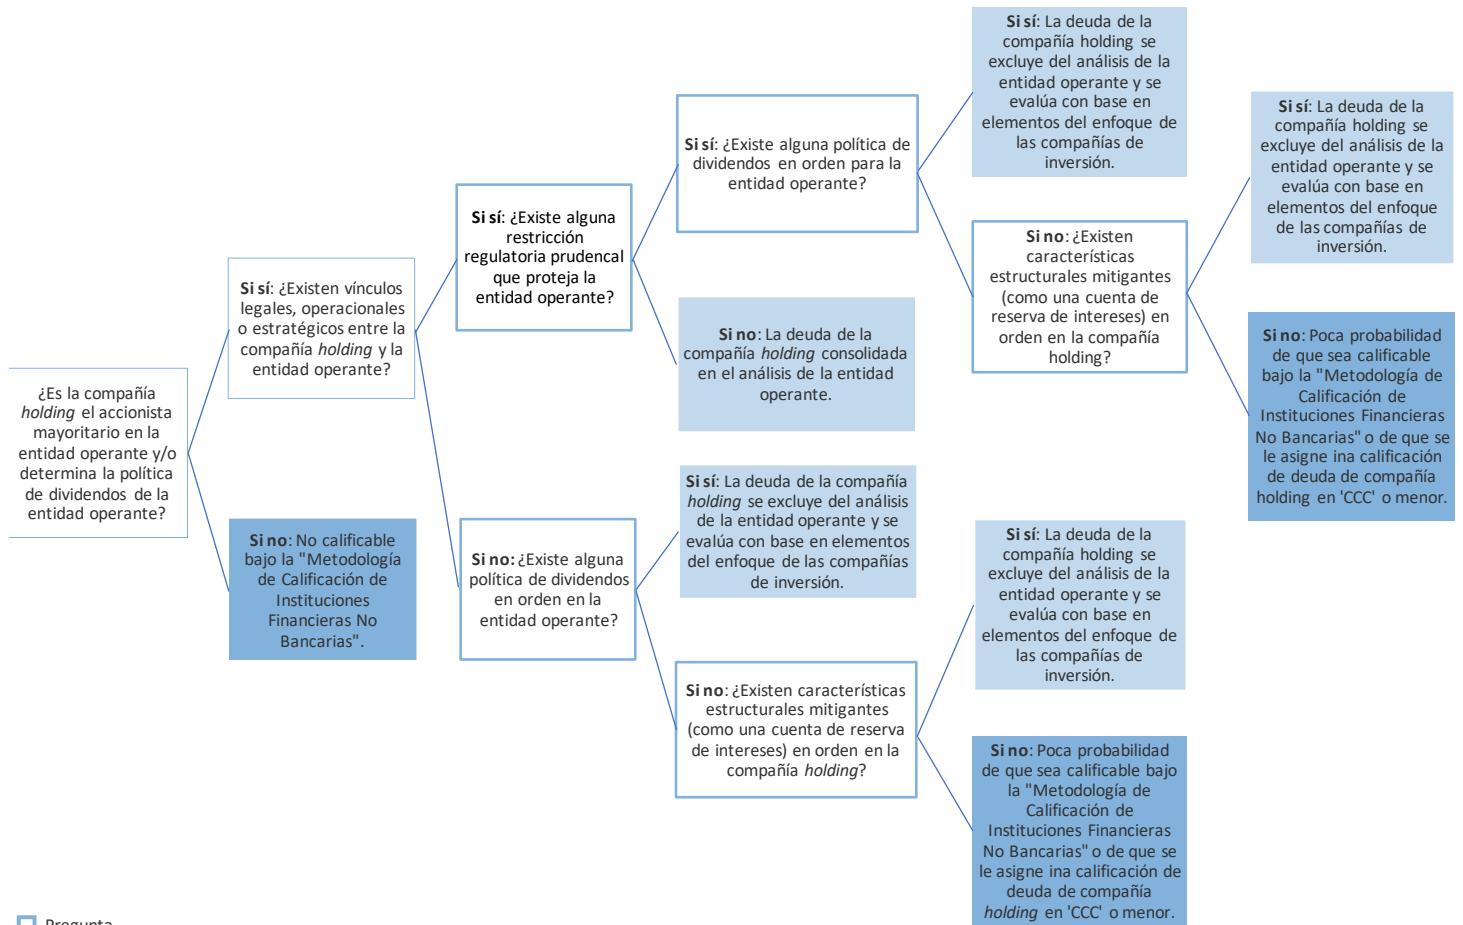 ¿Es la compañía
holding el accionista
mayoritario en la
entidad operante y/o
determina la política
de dividendos de la
entidad operante?
Si sí: ¿Existen vínculos
legales, operacionales
o estratégicos entre la
compañía holding y la
entidad operante?
Si no: No calificable
bajo la "Metodología
de Calificación de
Instituciones
Financieras No
Bancarias".
Si sí: ¿Existe alguna
restricción
regulatoria prudencal
que proteja la
entidad operante?
Si no: ¿Existe alguna
política de dividendos
en orden en la
entidad operante?
Si sí: ¿Existe alguna política de
dividendos en orden para la
entidad operante?
Si no: La deuda de la
compañía holding consolidada
en el análisis de la entidad
operante.
Si sí: La deuda de la compañía
holding se excluye del análisis
de la entidad operante y se
evalúa con base en elementos
del enfoque de las compañías
de inversión.
Si no: ¿Existen características
estructurales mitigantes
(como una cuenta de reserva
de intereses) en orden en la
compañía holding?
Si sí: La deuda de la
compañía holding se
excluye del análisis de la
entidad operante y se
evalúa con base en
elementos del enfoque de
las compañías de
inversión.
Si no: ¿Existen
características
estructurales mitigantes
(como una cuenta de
reserva de intereses) en
orden en la compañía
holding?
Si sí: La deuda de la
compañía holding se
excluye del análisis de la
entidad operante y se
evalúa con base en
elementos del enfoque de
las compañías de
inversión.
Si no: Poca probabilidad
de que sea calificable bajo
la "Metodología de
Calificación de
Instituciones Financieras
No Bancarias" o de que se
le asigne ina calificación de
deuda de compañía
holding en 'CCC' o menor.
Si sí: La deuda de la
compañía holding se
excluye del análisis de la
entidad operante y se
evalúa con base en
elementos del enfoque
de las compañías de
inversión.
Si no: Poca probabilidad
de que sea calificable
bajo la "Metodología de
Calificación de
Instituciones Financieras
No Bancarias" o de que se
le asigne ina calificación
de deuda de compañía
holding en 'CCC' o menor.
Pregunta